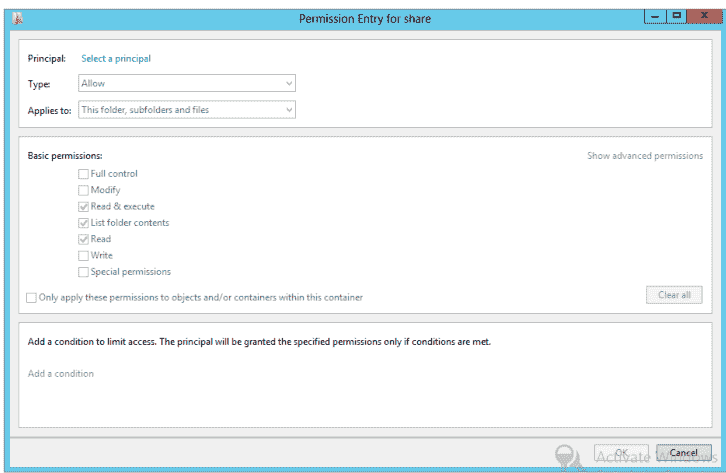 Permission Entry for share
Principal: Select a principal
Type: Allow
Applies to: This folder, subfolders and files
Basic permissions: Show advanced permissions
Full control
Modify
Read & execute
List folder contents
Read
Write
Special permissions
Only apply these permissions to objects and/or containers within this container
Clear all
Add a condition to limit access. The principal will be granted the specified permissions only if conditions are met.
Add a condition
OK Cancel
Activate Windows